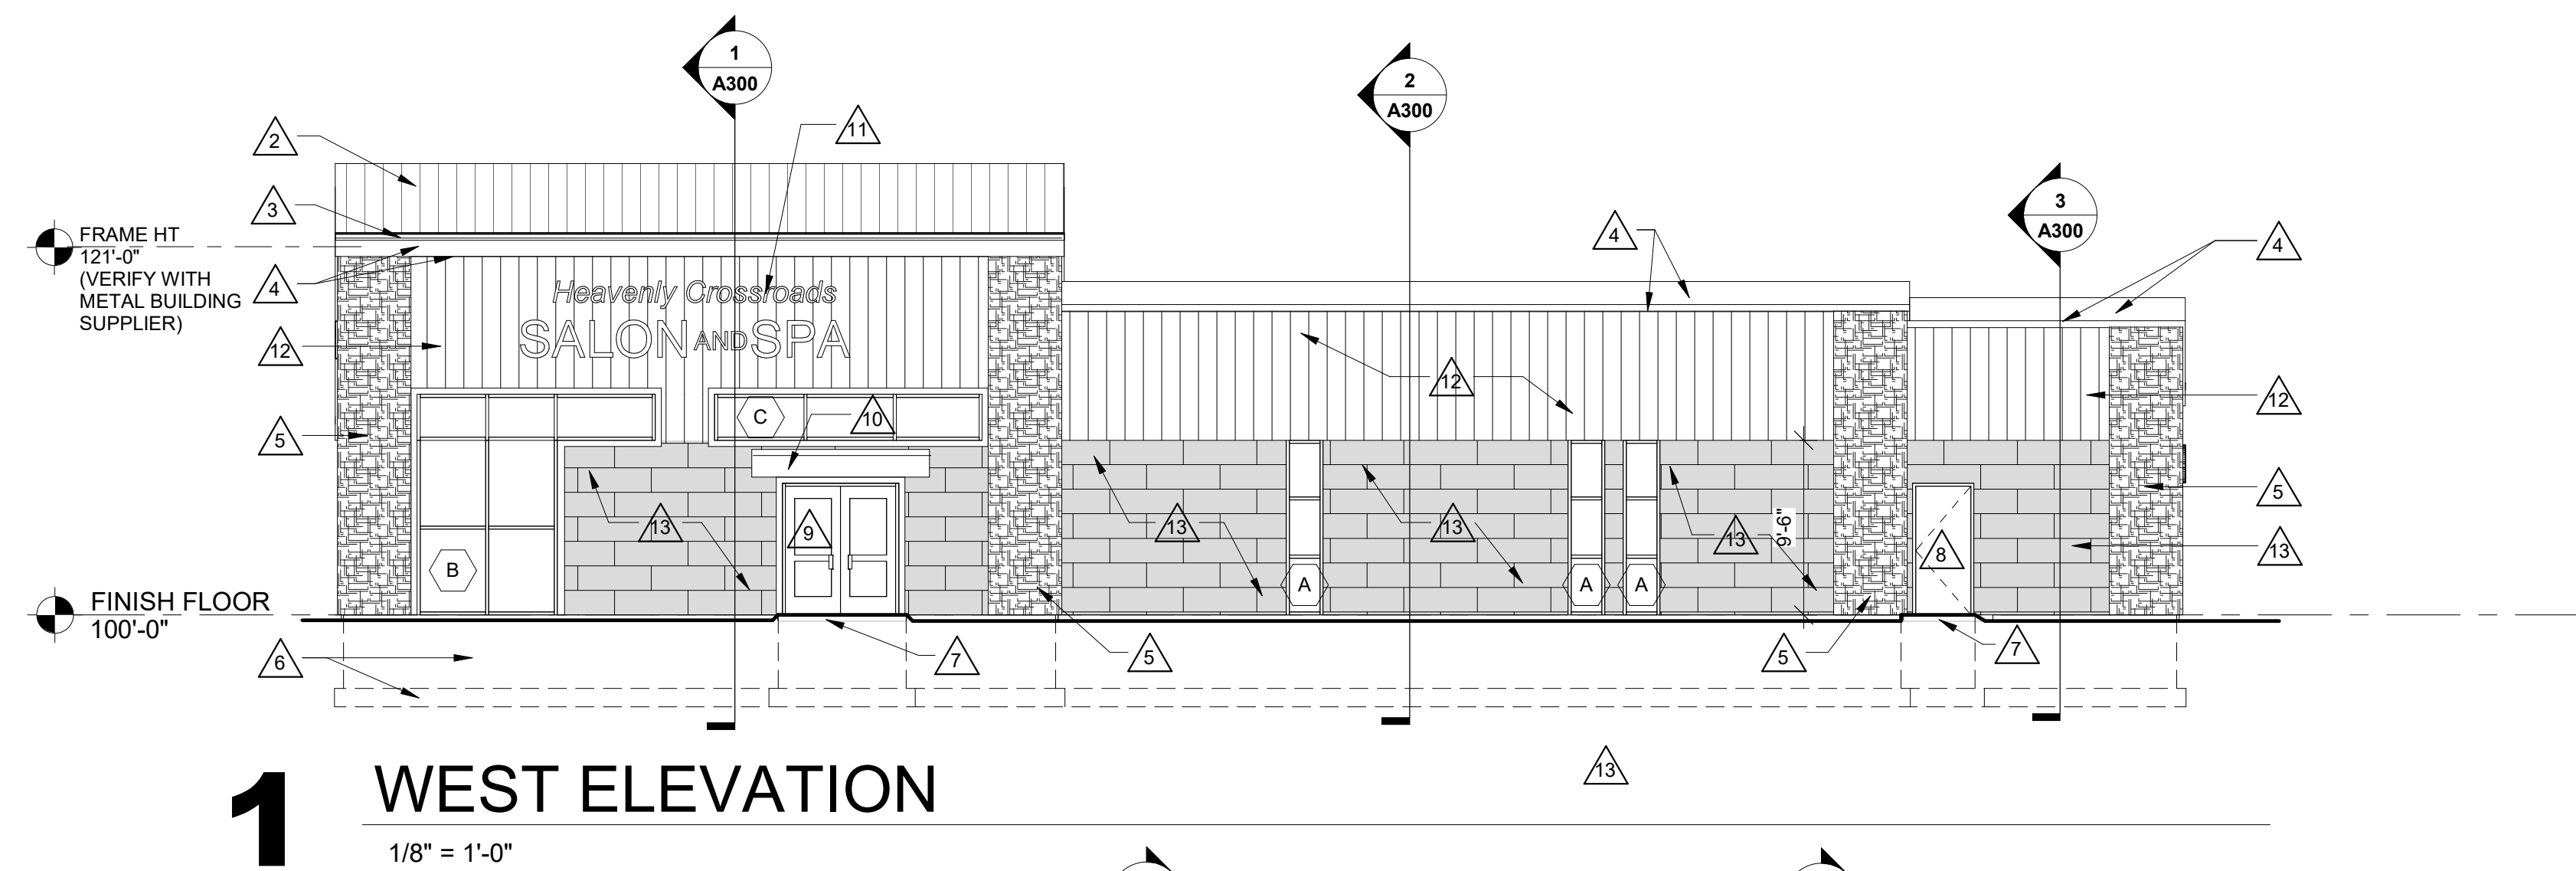 1
A300
2
A300
3
A300
2
11
3
4
4
FRAME HT
121'-0"
(VERIFY WITH
METAL BUILDING
SUPPLIER)
4
Heavenly Crossroads
SALON AND SPA
12
12
12
C
10
5
5
13
9
13
13
13
9'-6"
8
13
B
A
A
A
FINISH FLOOR
100'-0"
6
7
5
5
7
13
1
WEST ELEVATION
1/8" = 1'-0"